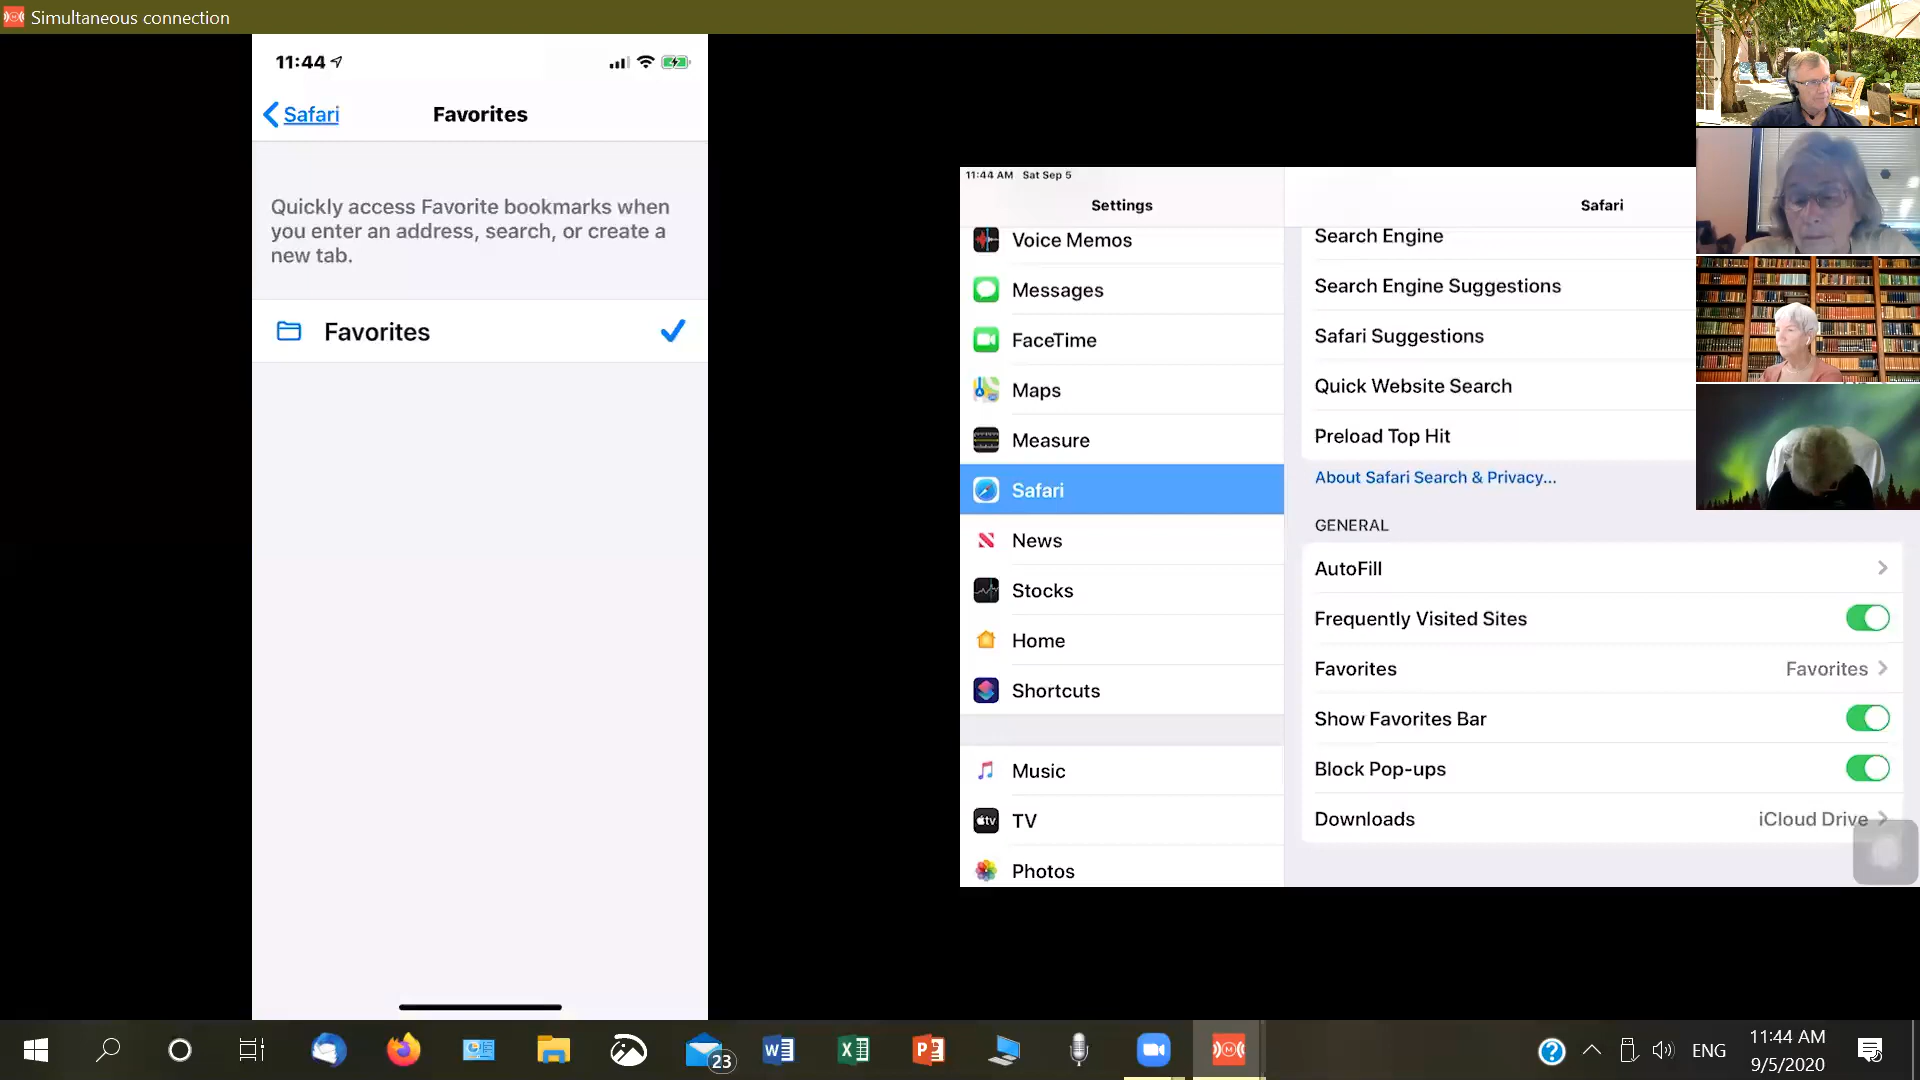 Simultaneous connection
11:44
Safari
Favorites
Quickly access Favorite bookmarks when
you enter an address, search, or create a
new tab.
Favorites
11:44 AM Sat Sep 5
Settings
Voice Memos
Messages
FaceTime
Maps
Measure
Safari
News
Stocks
Home
Shortcuts
Music
TV
Photos
Safari
Search Engine
Search Engine Suggestions
Safari Suggestions
Quick Website Search
Preload Top Hit
About Safari Search & Privacy...
GENERAL
AutoFill
Frequently Visited Sites
Favorites Favorites
Show Favorites Bar
Block Pop-ups
Downloads iCloud Drive
23
ENG
11:44 AM
9/5/2020